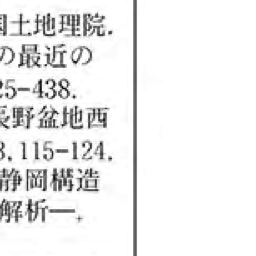 国土地理院.
の最近の
25-438.
長野盆地西
3, 115-124.
静岡構造
解析—.